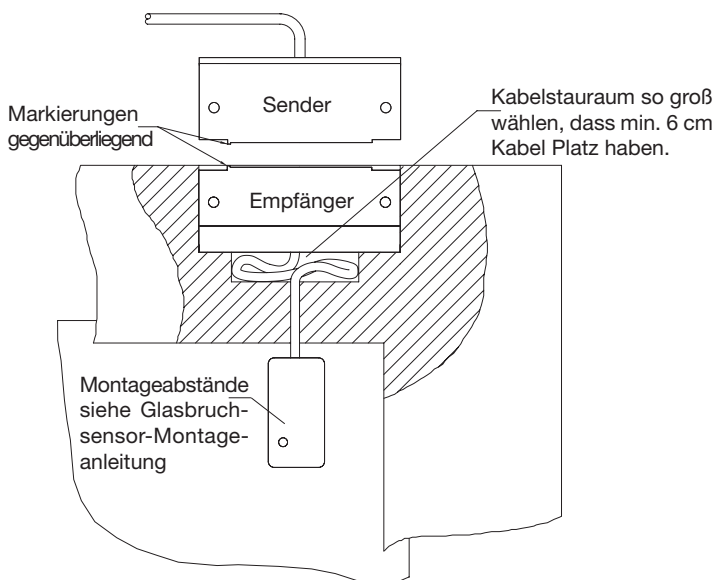 Sender
Markierungen
gegenüberliegend
Kabelstauraum so groß
wählen, dass min. 6 cm
Kabel Platz haben.
Empfänger
Montageabstände
siehe Glasbruch-
sensor-Montage-
anleitung